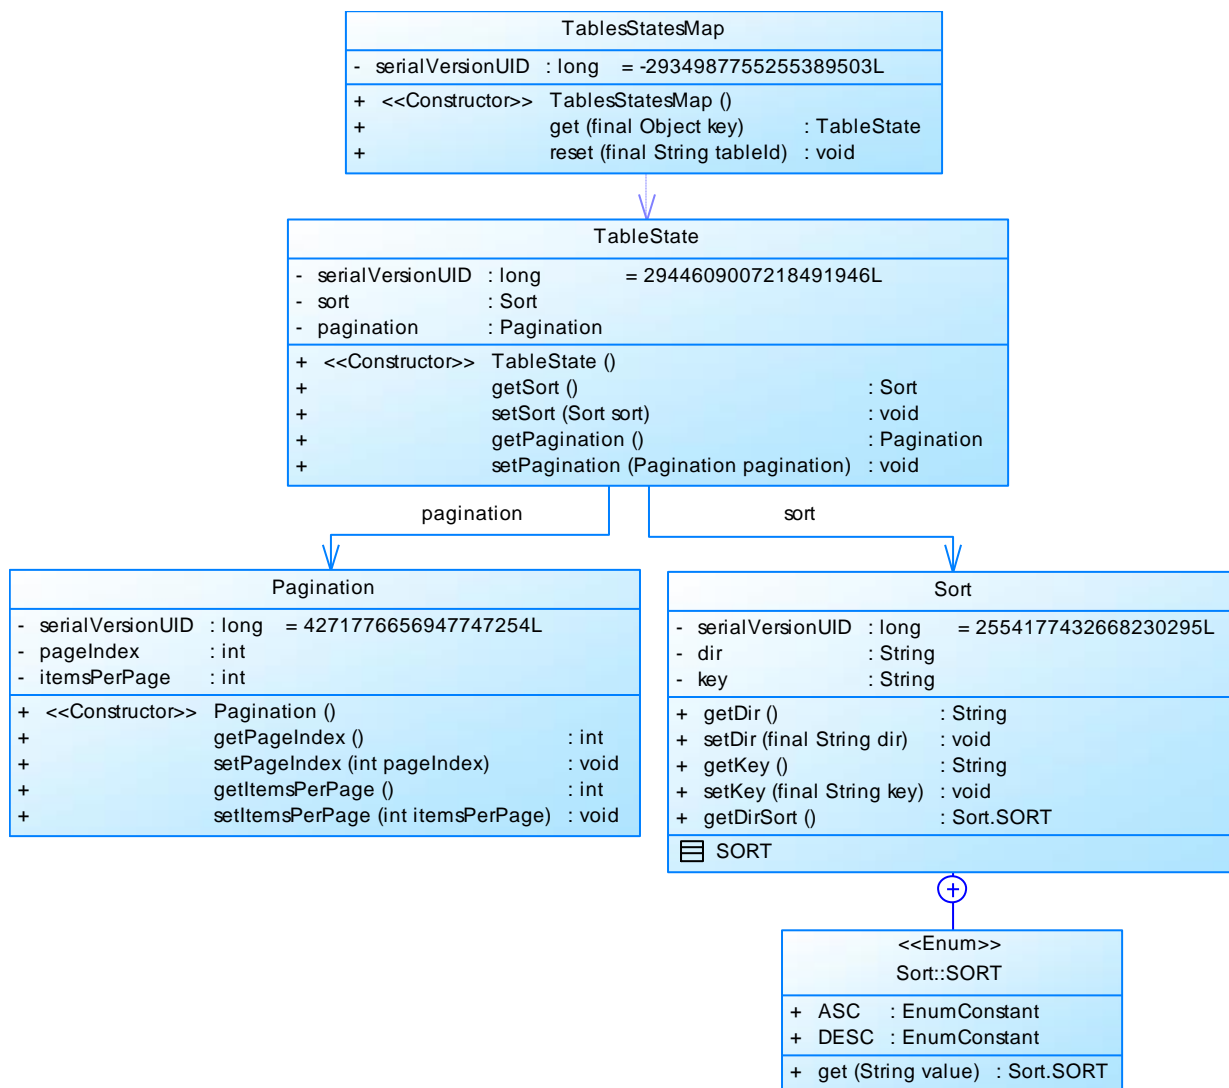 TablesStatesMap
- serialVersionUID : long = -2934987755255389503L
+ <<Constructor>> TablesStatesMap ()
+ get (final Object key) : TableState
+ reset (final String tableId) : void
TableState
- serialVersionUID : long = 2944609007218491946L
- sort : Sort
- pagination : Pagination
+ <<Constructor>> TableState ()
+ getSort () : Sort
+ setSort (Sort sort) : void
+ getPagination () : Pagination
+ setPagination (Pagination pagination) : void
pagination
sort
Pagination
- serialVersionUID : long = 4271776656947747254L
- pageIndex : int
- itemsPerPage : int
+ <<Constructor>> Pagination ()
+ getPageIndex () : int
+ setPageIndex (int pageIndex) : void
+ getItemsPerPage () : int
+ setItemsPerPage (int itemsPerPage) : void
Sort
- serialVersionUID : long = 2554177432668230295L
- dir : String
- key : String
+ getDir () : String
+ setDir (final String dir) : void
+ getKey () : String
+ setKey (final String key) : void
+ getDirSort () : Sort.SORT
SORT
<<Enum>>
Sort::SORT
+ ASC : EnumConstant
+ DESC : EnumConstant
+ get (String value) : Sort.SORT